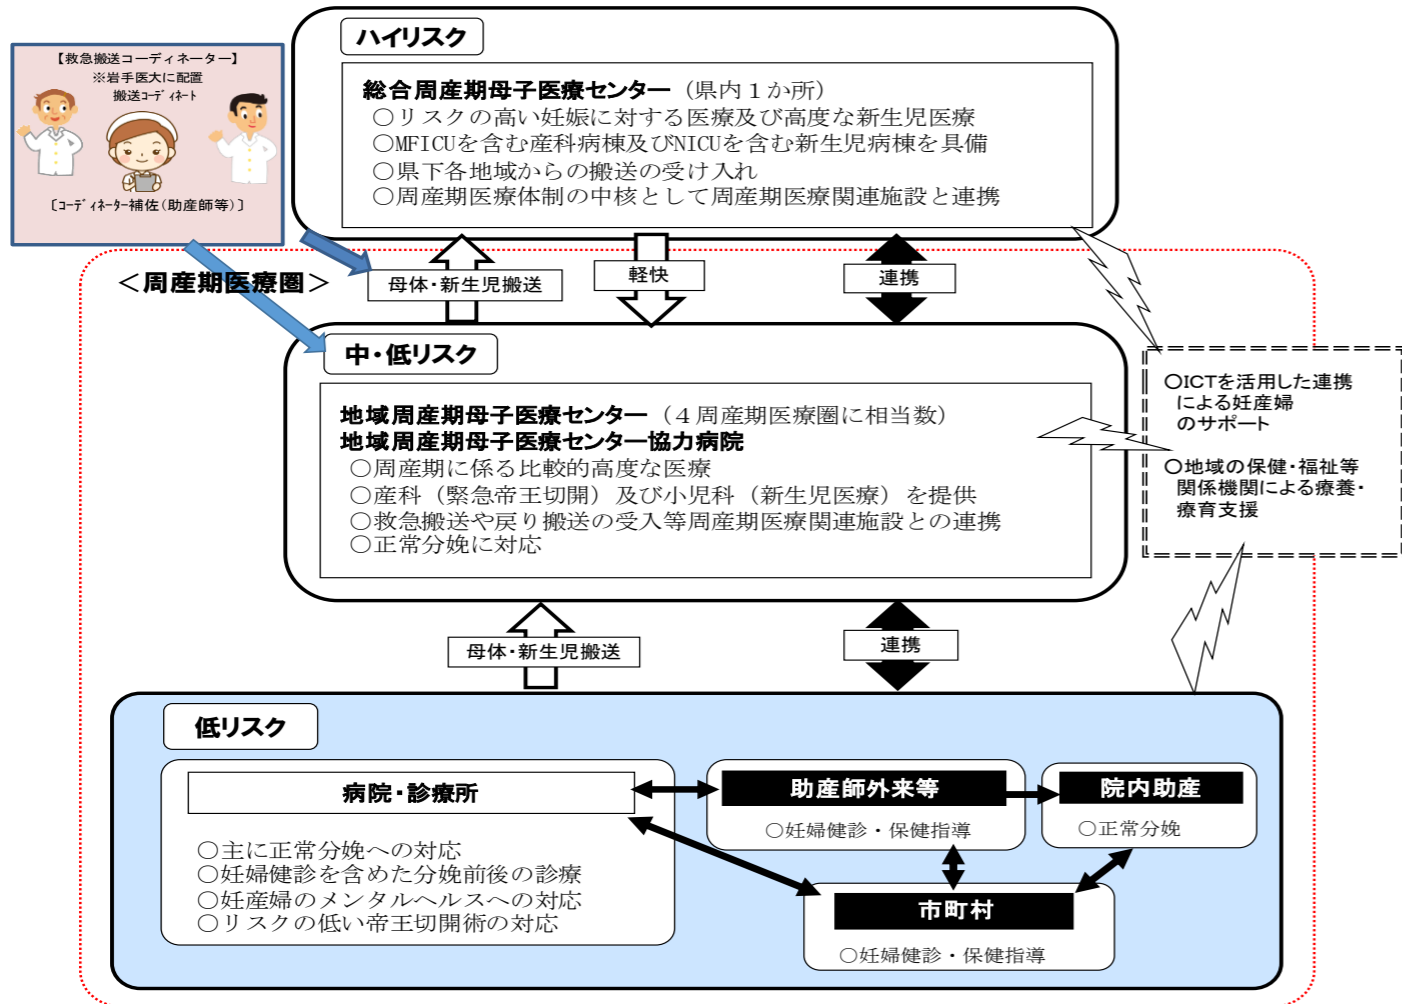 【救急搬送コーディネーター】
※岩手医大に配置
搬送ｺｰﾃﾞｨﾈｰﾄ
〔ｺｰﾃﾞｨﾈｰﾀｰ補佐(助産師等)〕
ハイリスク
総合周産期母子医療センター（県内１か所）
○リスクの高い妊娠に対する医療及び高度な新生児医療
○MFICUを含む産科病棟及びNICUを含む新生児病棟を具備
○県下各地域からの搬送の受け入れ
○周産期医療体制の中核として周産期医療関連施設と連携
＜周産期医療圏＞
母体・新生児搬送
軽快
連携
中・低リスク
地域周産期母子医療センター（４周産期医療圏に相当数）
地域周産期母子医療センター協力病院
○周産期に係る比較的高度な医療
○産科（緊急帝王切開）及び小児科（新生児医療）を提供
○救急搬送や戻り搬送の受入等周産期医療関連施設との連携
○正常分娩に対応
○ICTを活用した連携
による妊産婦
のサポート
○地域の保健・福祉等
関係機関による療養・
療育支援
母体・新生児搬送
連携
低リスク
病院・診療所
○主に正常分娩への対応
○妊婦健診を含めた分娩前後の診療
○妊産婦のメンタルヘルスへの対応
○リスクの低い帝王切開術の対応
助産師外来等
○妊婦健診・保健指導
院内助産
○正常分娩
市町村
○妊婦健診・保健指導